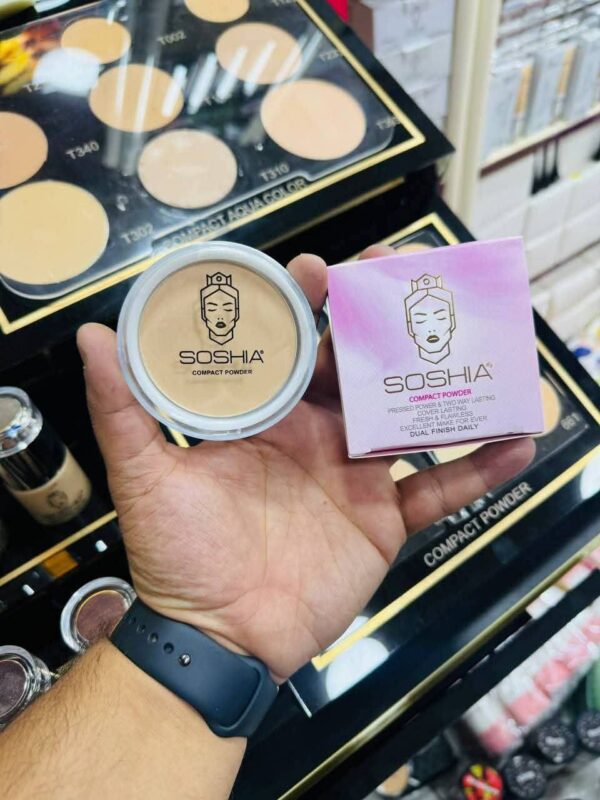 T002
T340
T310
T302
COMPACT AQUA COLOR
SOSHIA®
COMPACT POWDER
SOSHIA®
COMPACT POWDER
PRESSED POWER & TWO WAY LASTING
COVER LASTING
FRESH & FLAWLESS
EXCELLENT MAKE FOR EVER
DUAL FINISH DAILY
COMPACT POWDER